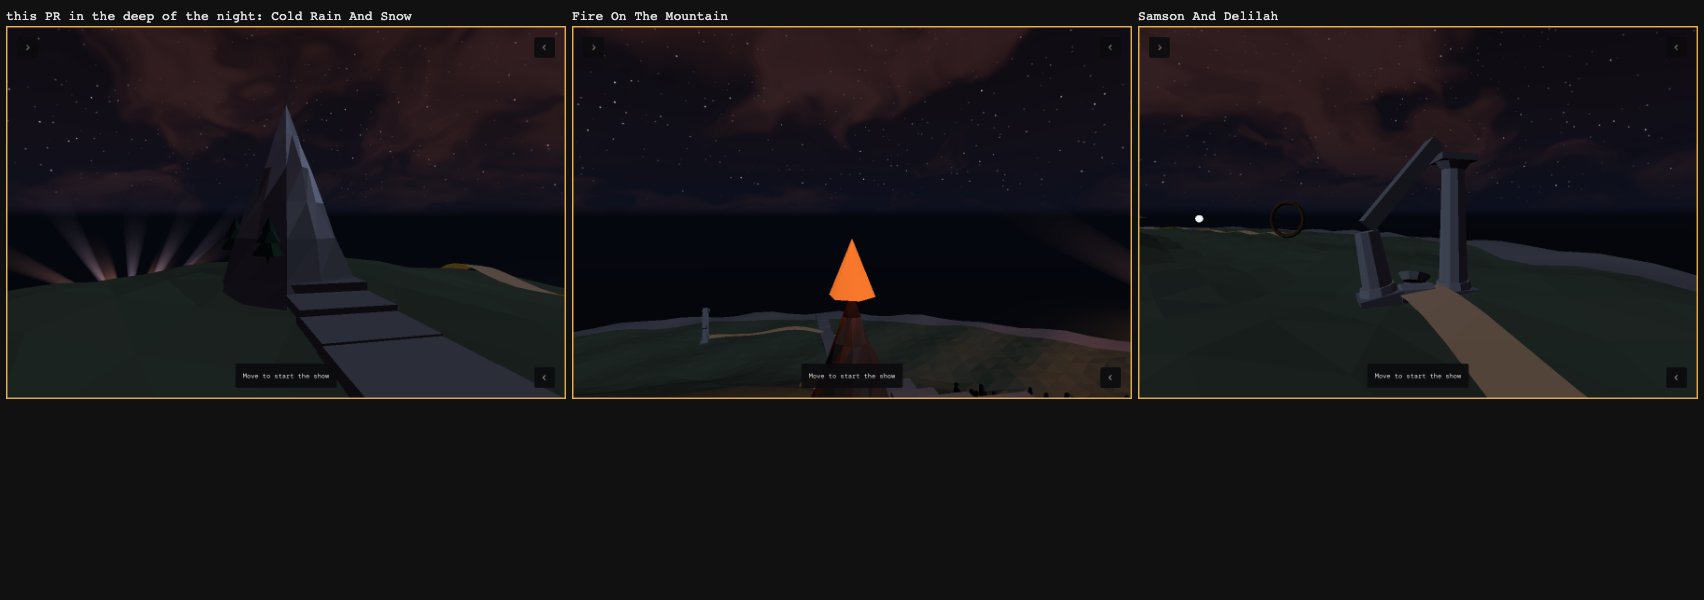 this PR in the deep of the night: Cold Rain And Snow
Fire On The Mountain
Samson And Delilah
Move to start the show
Move to start the show
Move to start the show